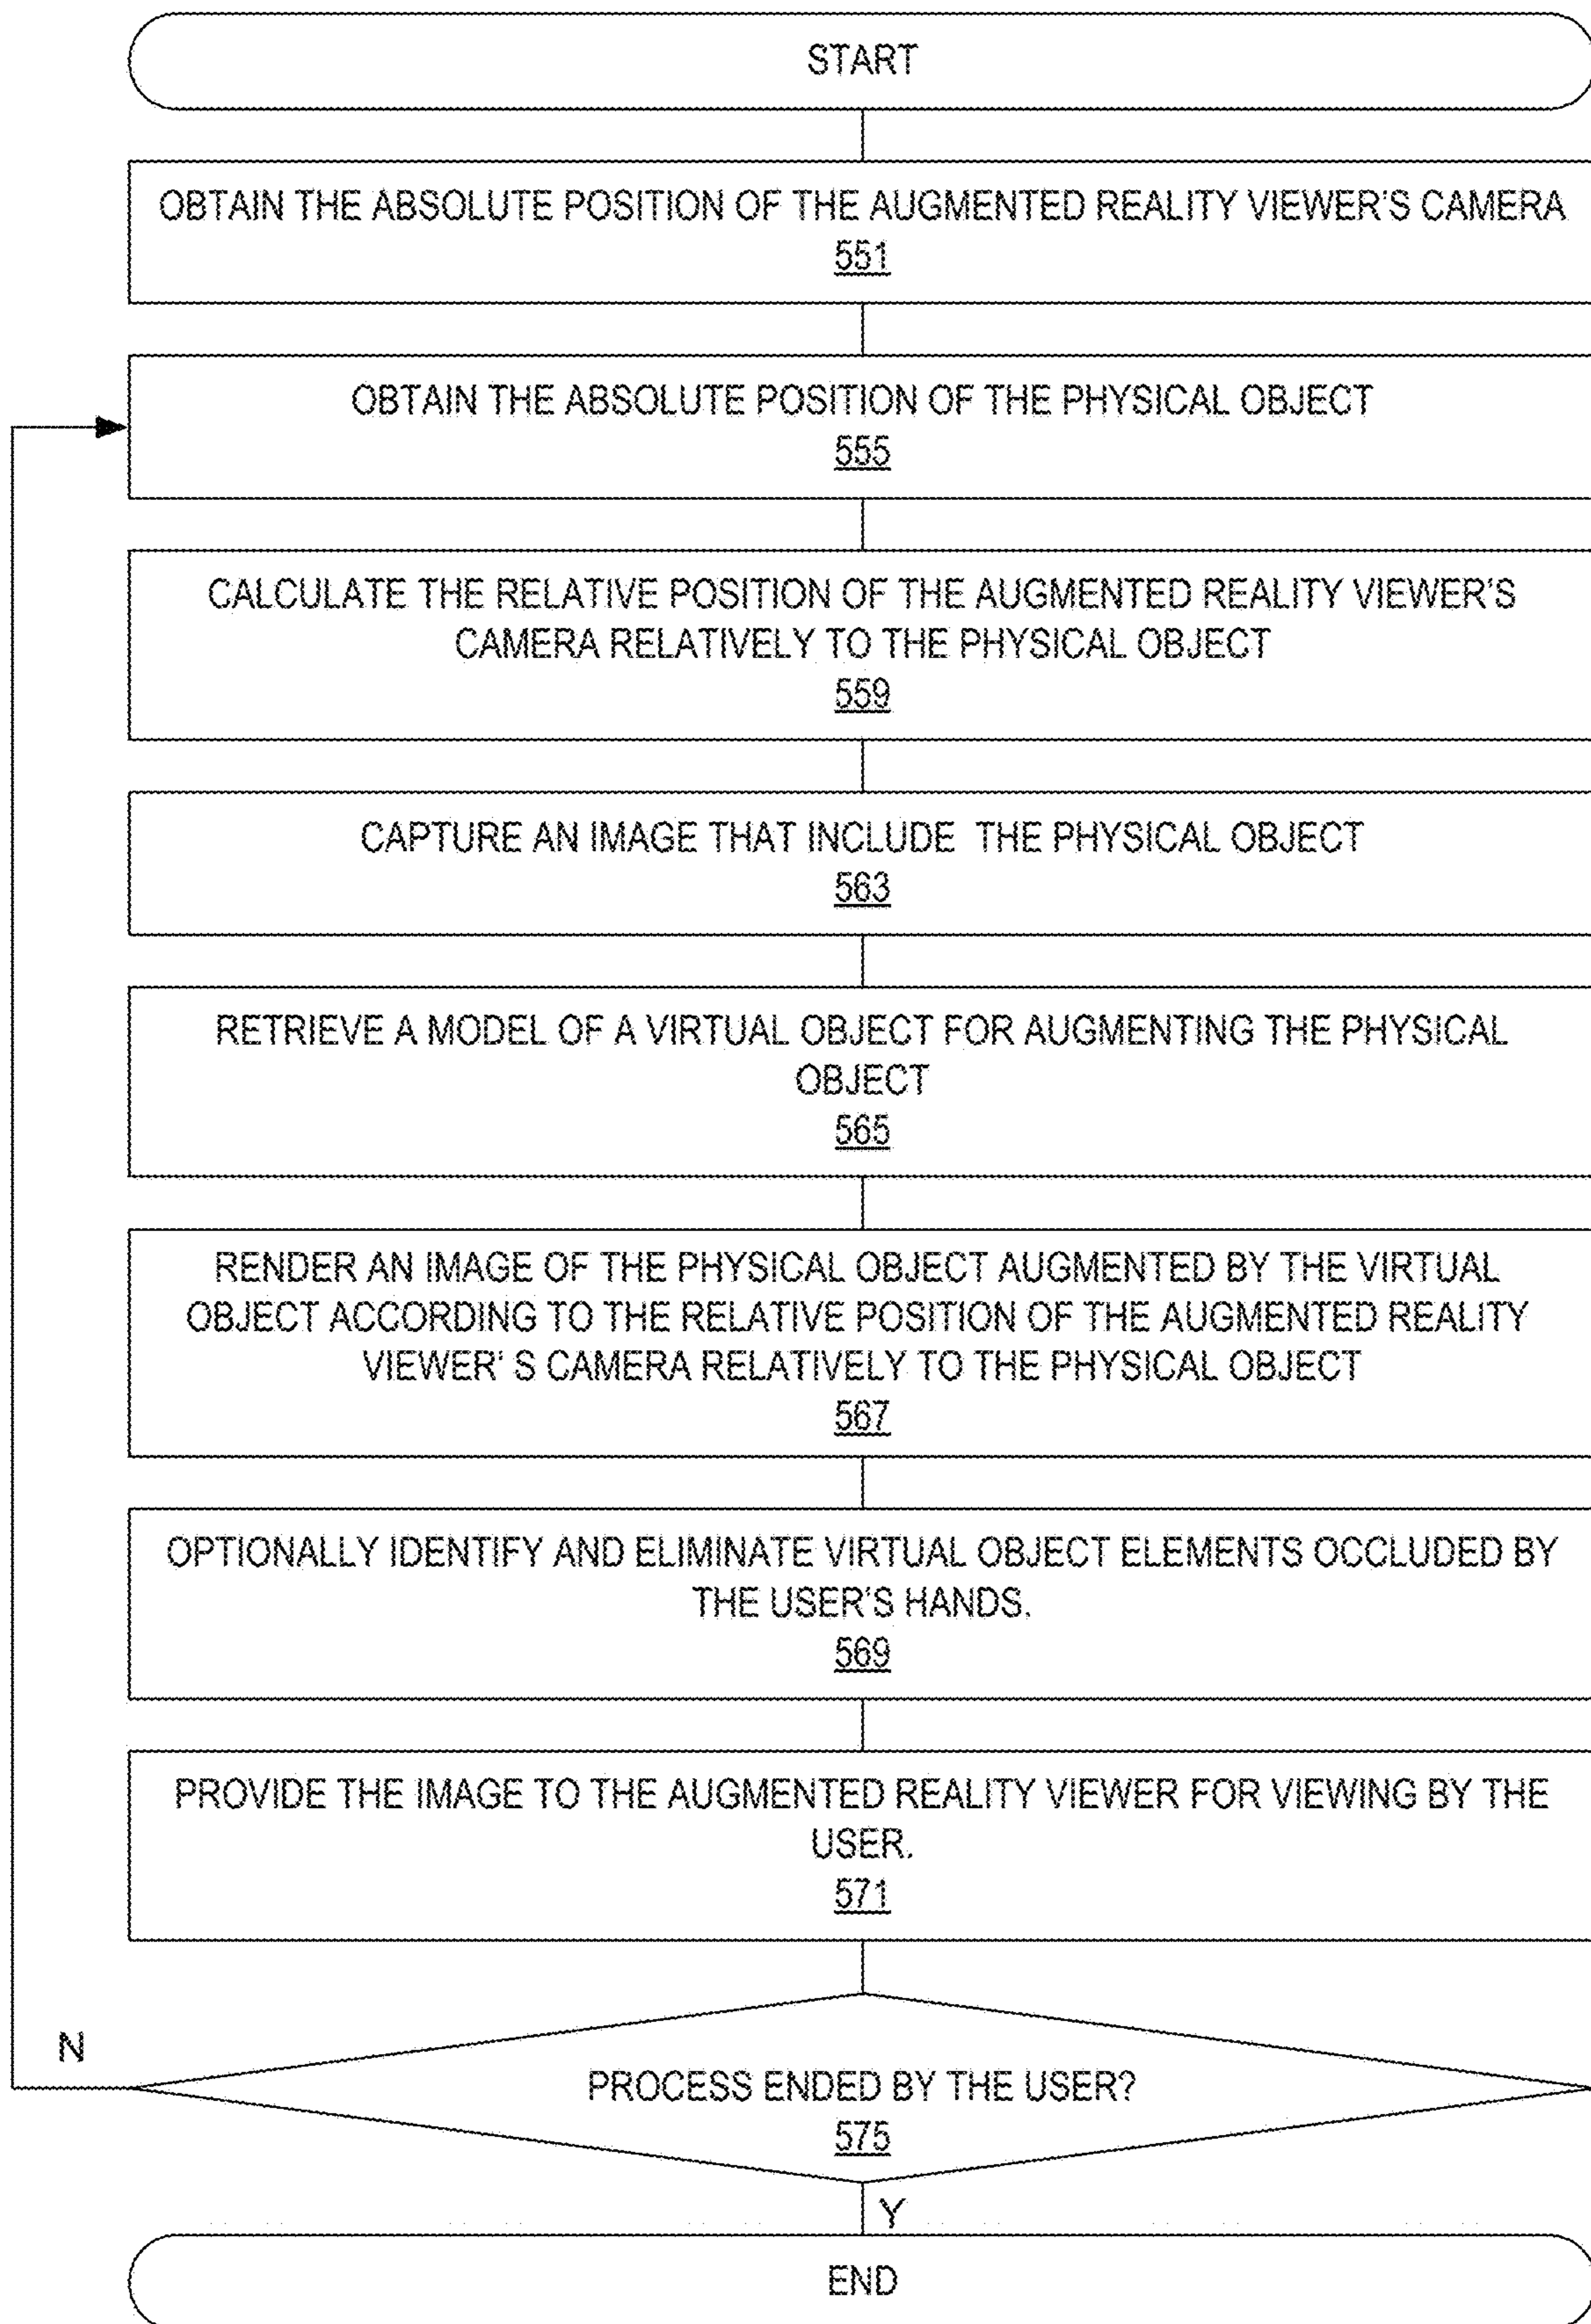 START
OBTAIN THE ABSOLUTE POSITION OF THE AUGMENTED REALITY VIEWER'S CAMERA
551
OBTAIN THE ABSOLUTE POSITION OF THE PHYSICAL OBJECT
555
CALCULATE THE RELATIVE POSITION OF THE AUGMENTED REALITY VIEWER'S
CAMERA RELATIVELY TO THE PHYSICAL OBJECT
559
CAPTURE AN IMAGE THAT INCLUDE THE PHYSICAL OBJECT
563
RETRIEVE A MODEL OF A VIRTUAL OBJECT FOR AUGMENTING THE PHYSICAL
OBJECT
565
RENDER AN IMAGE OF THE PHYSICAL OBJECT AUGMENTED BY THE VIRTUAL
OBJECT ACCORDING TO THE RELATIVE POSITION OF THE AUGMENTED REALITY
VIEWER' S CAMERA RELATIVELY TO THE PHYSICAL OBJECT
567
OPTIONALLY IDENTIFY AND ELIMINATE VIRTUAL OBJECT ELEMENTS OCCLUDED BY
THE USER'S HANDS.
569
PROVIDE THE IMAGE TO THE AUGMENTED REALITY VIEWER FOR VIEWING BY THE
USER.
571
N
PROCESS ENDED BY THE USER?
575
Y
END